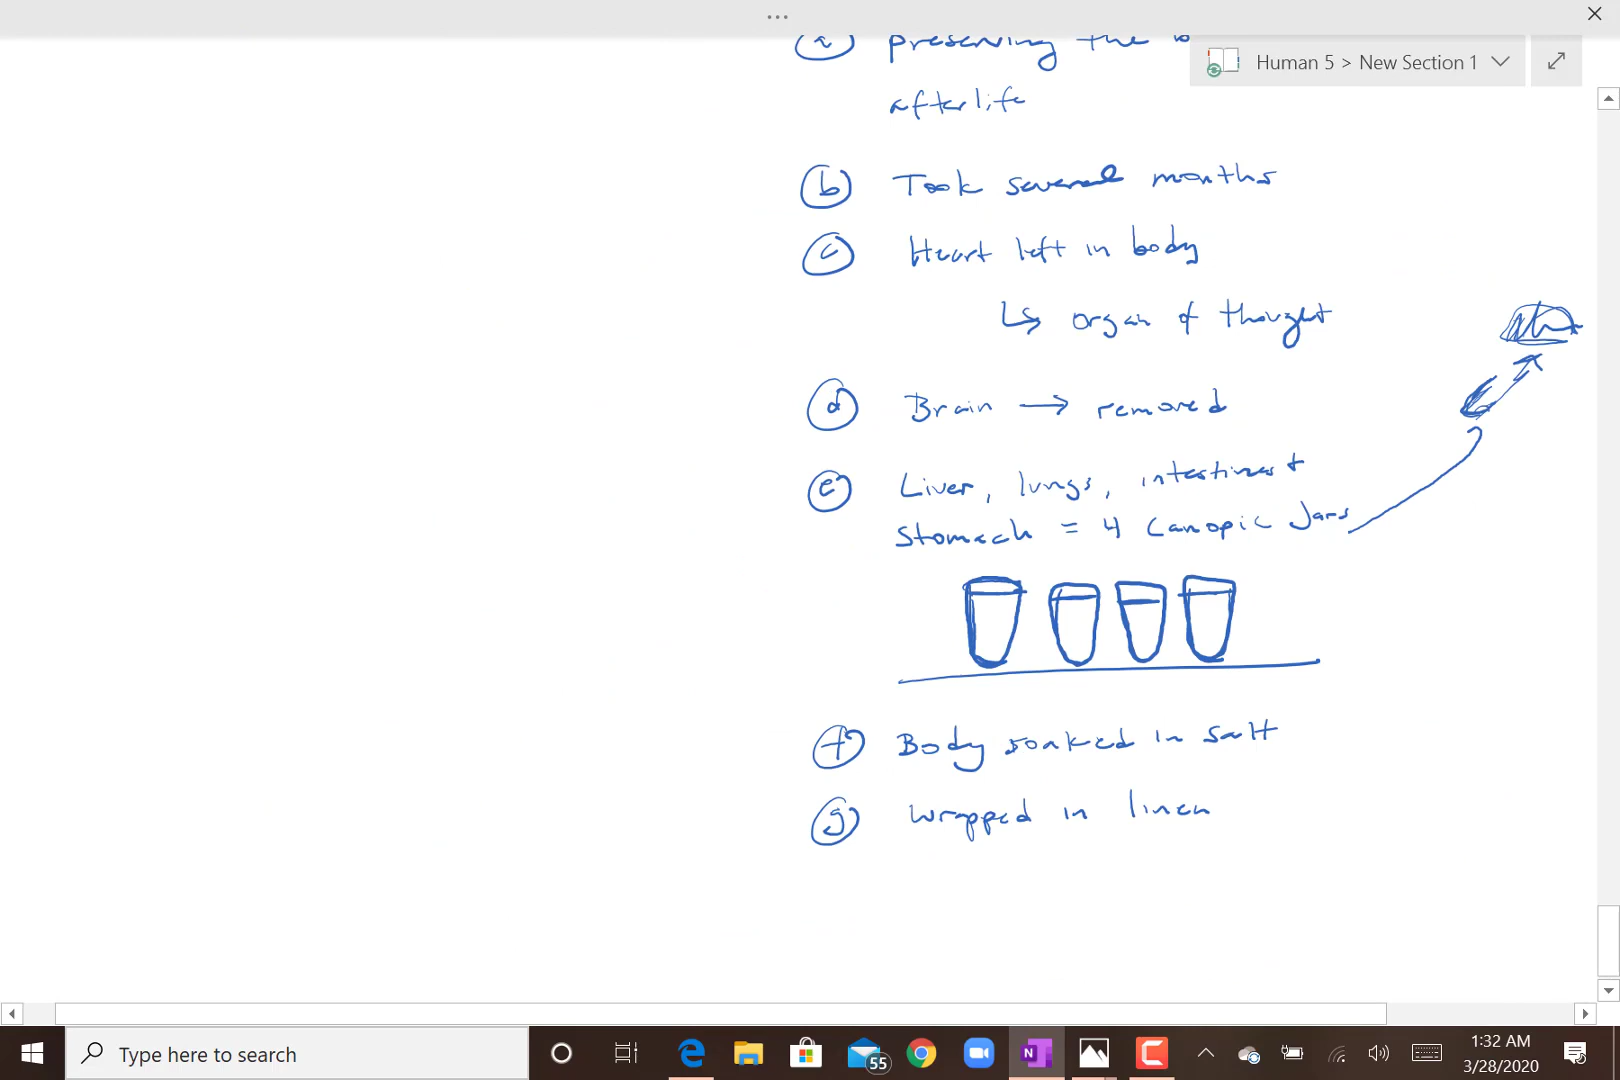 Human 5 > New Section 1
(a) preserving the
afterlife
(b) Took several months
(c) Heart left in body
↳ organ of thought
(d) Brain → removed
(e) Liver, lungs, intestines +
stomach = 4 Canopic Jars
(f) Body soaked in salt
(g) wrapped in linen
Type here to search
55
N
1:32 AM
3/28/2020